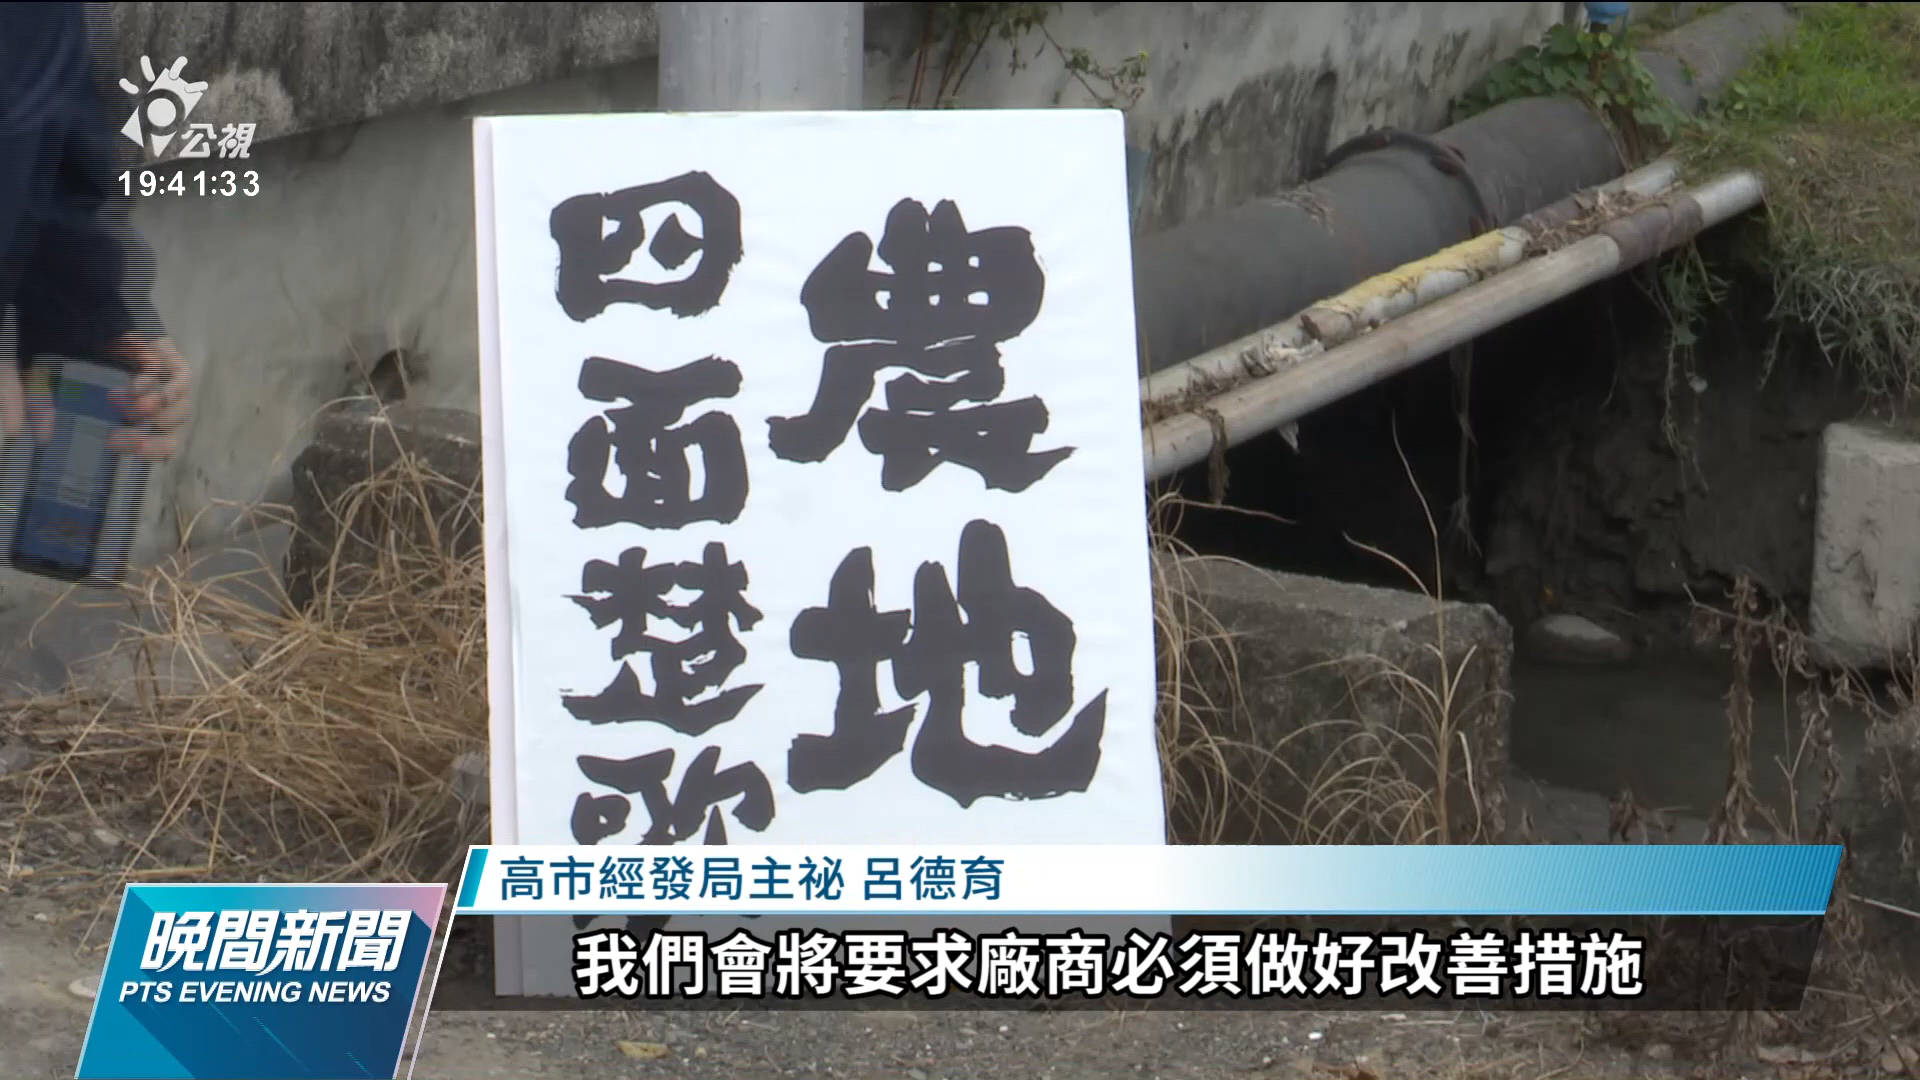 公視
19:41:33
農地
四面楚歌
高市經發局主祕 呂德育
我們會將要求廠商必須做好改善措施
晚間新聞
PTS EVENING NEWS